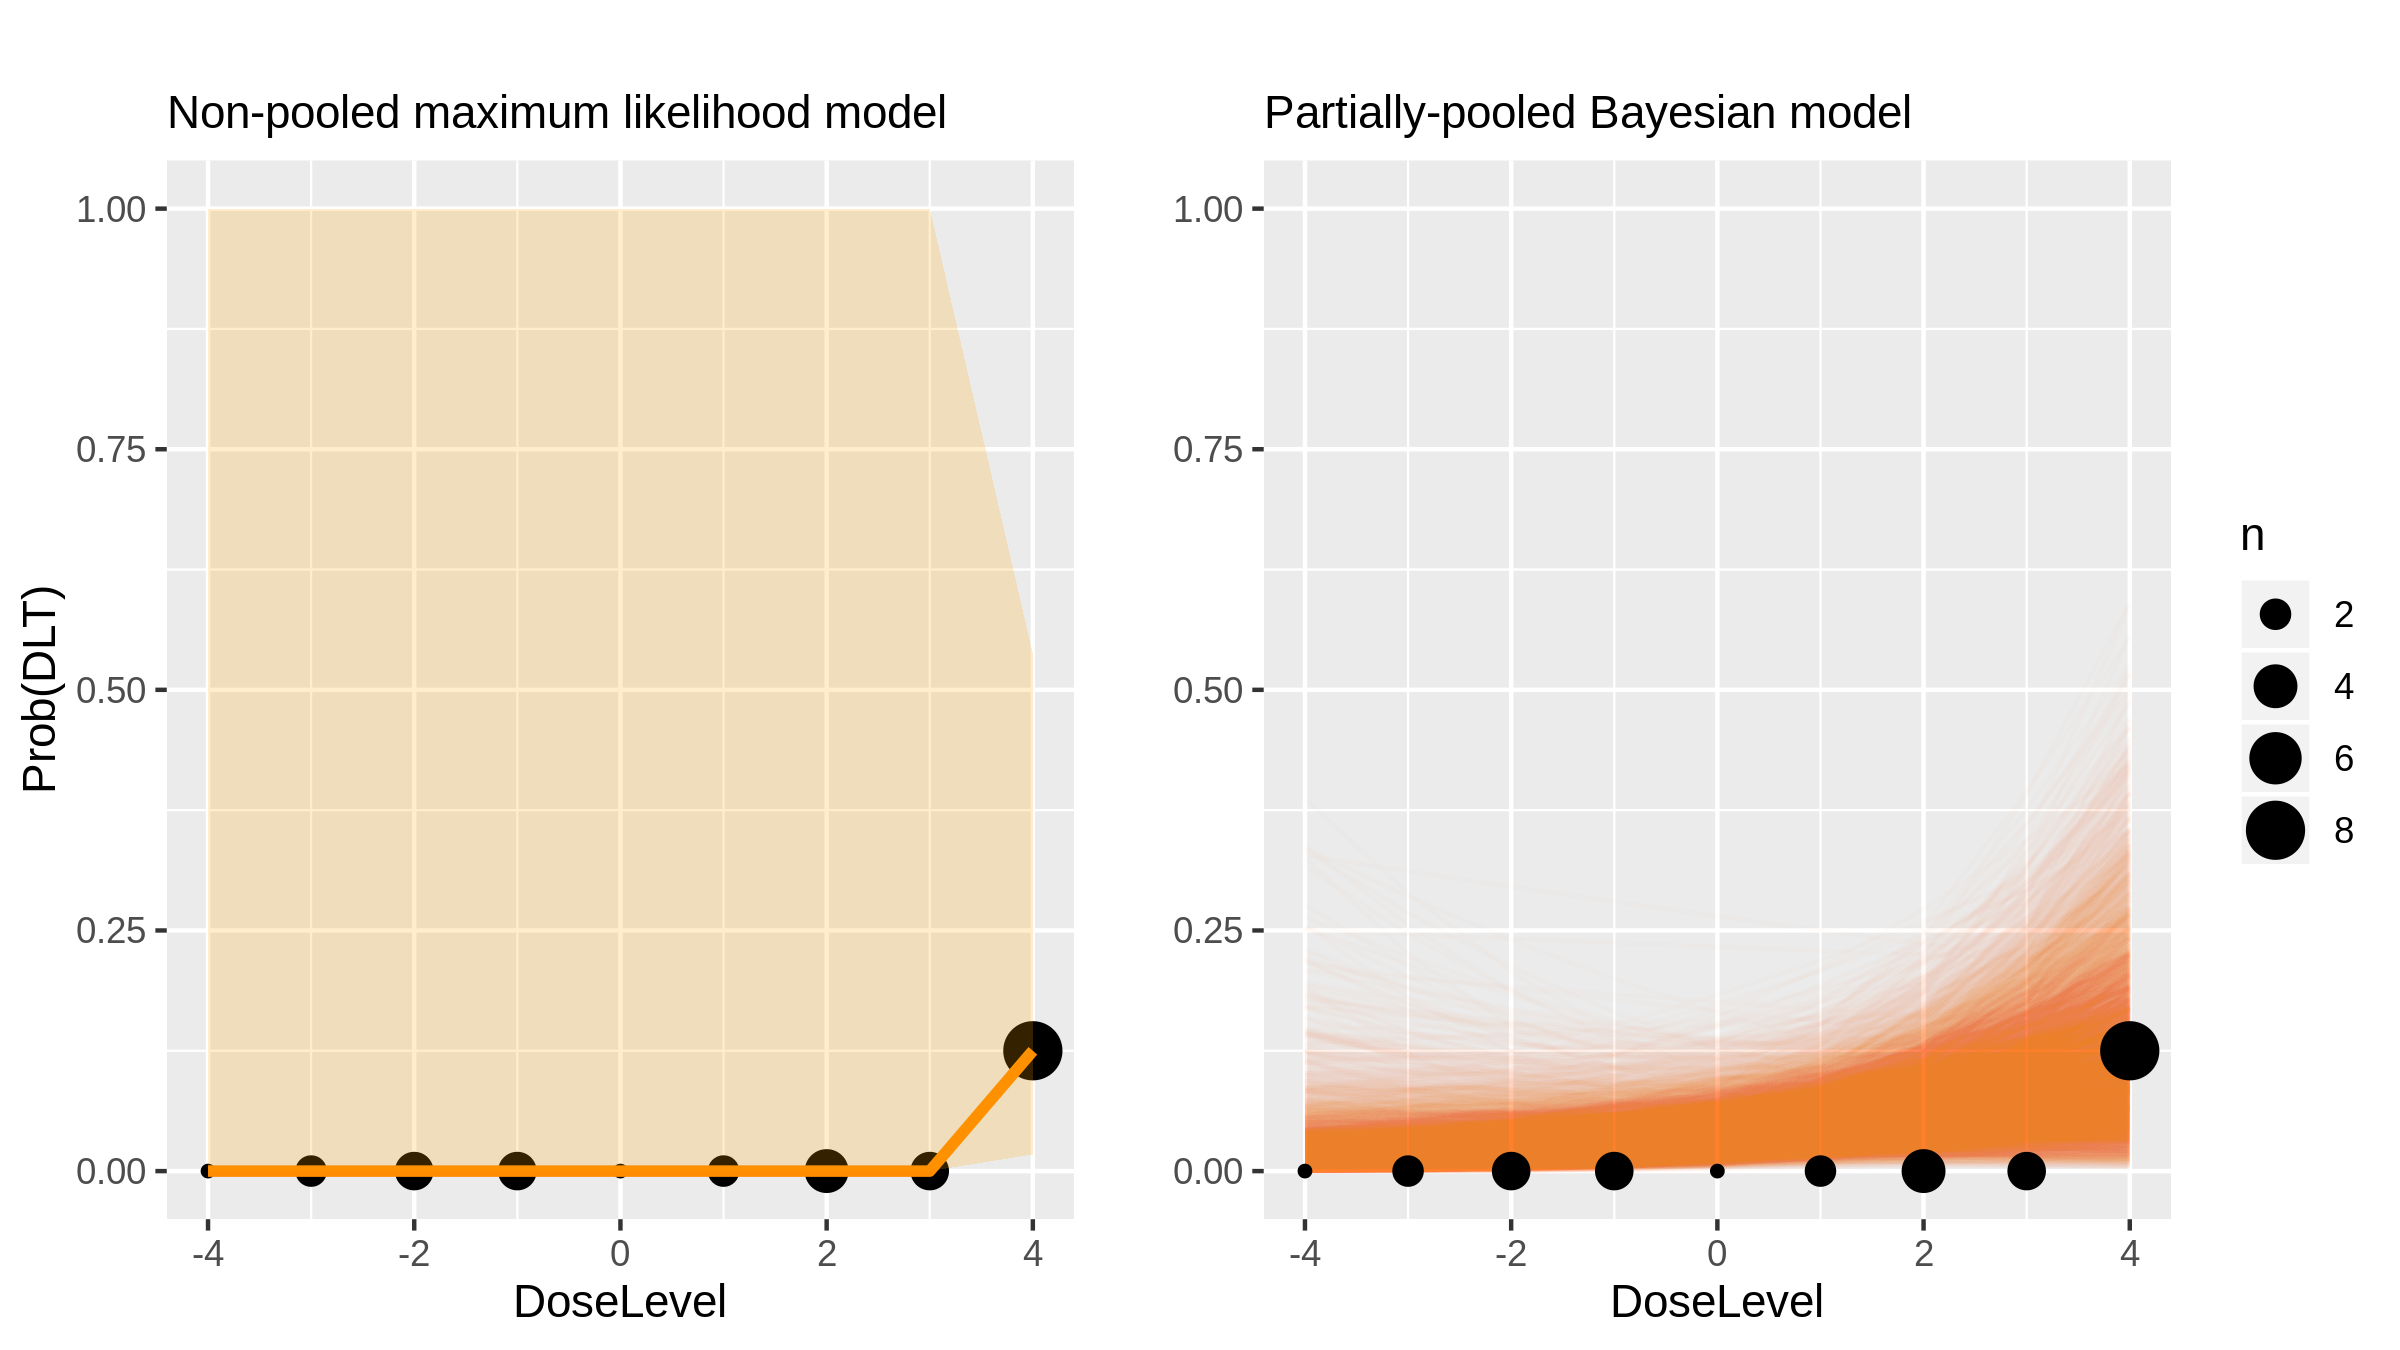 Non-pooled maximum likelihood model
Prob(DLT)
1.00
0.75
0.50
0.25
0.00
-4 -2 0 2 4
DoseLevel
Partially-pooled Bayesian model
1.00
0.75
0.50
0.25
0.00
-4 -2 0 2 4
DoseLevel
n
2
4
6
8